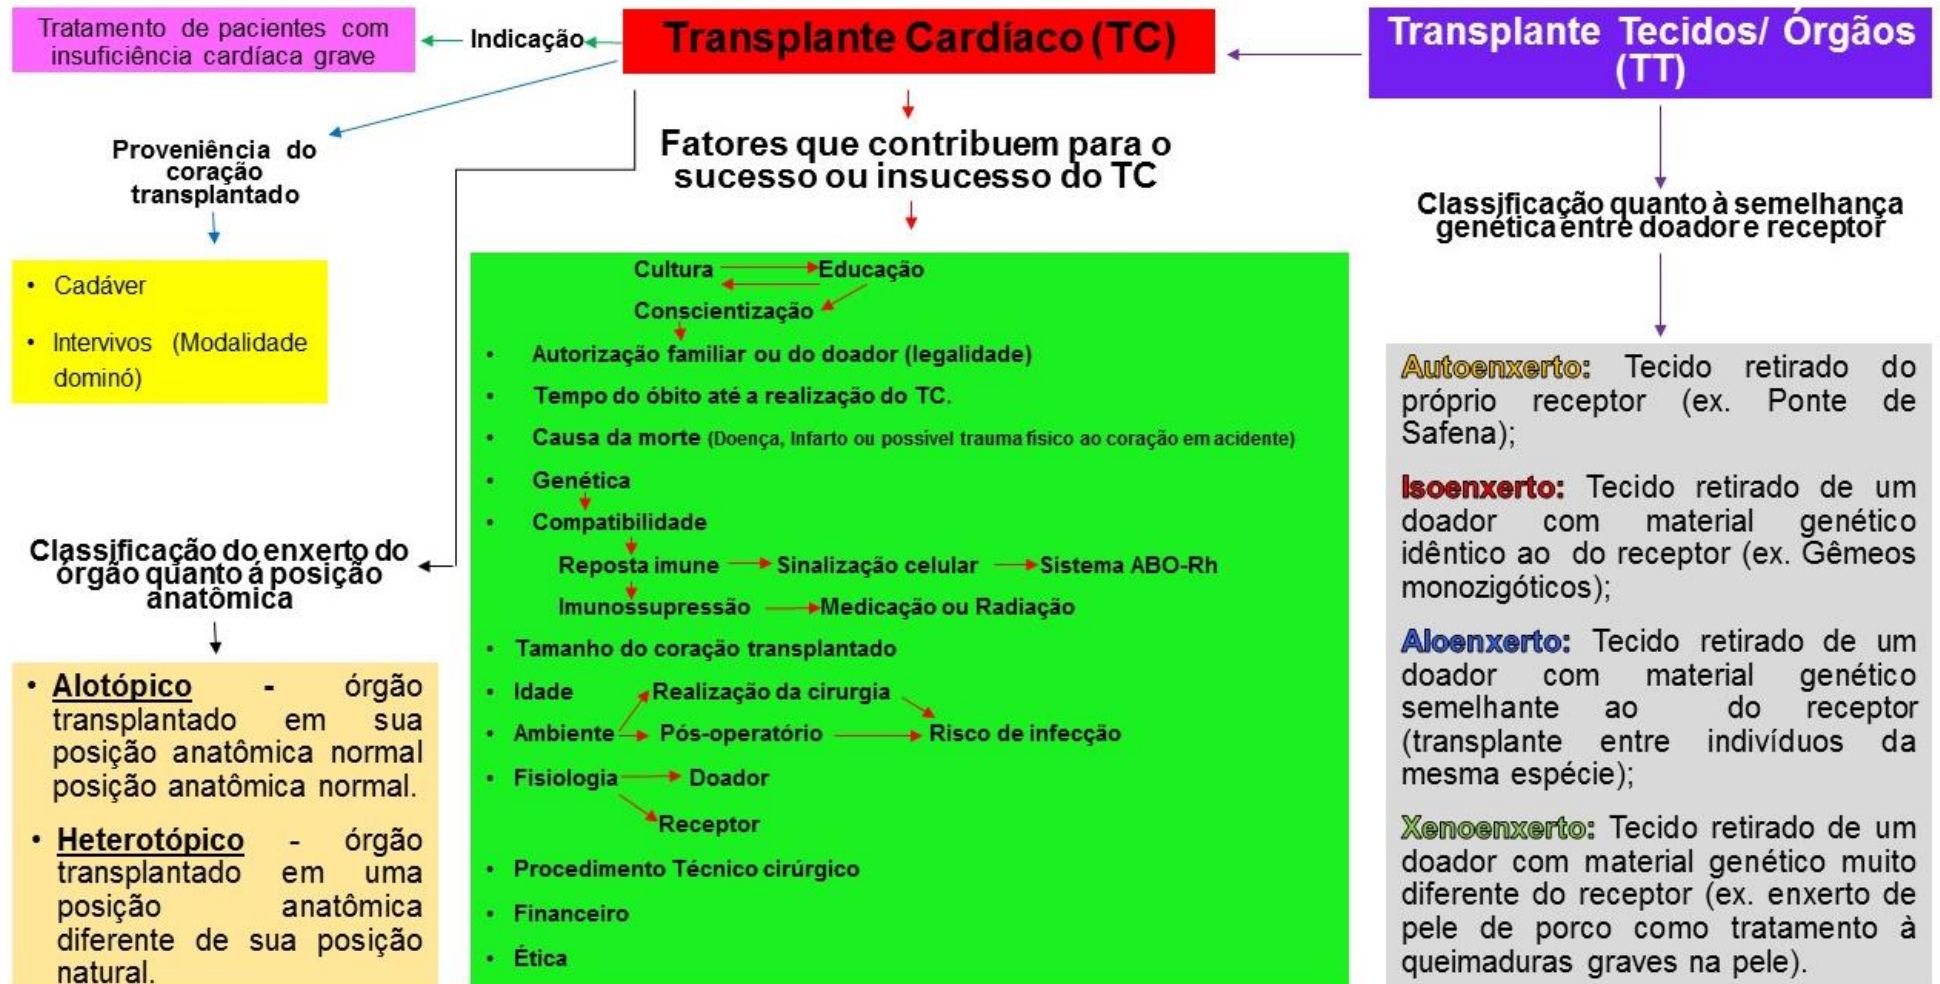 Tratamento de pacientes com
insuficiência cardíaca grave
Indicação
Transplante Cardíaco (TC)
Transplante Tecidos/ Órgãos
(TT)
Proveniência do
coração
transplantado
• Cadáver
• Intervivos (Modalidade
dominó)
Classificação do enxerto do
órgão quanto á posição
anatômica
• Alotópico - órgão
transplantado em sua
posição anatômica normal
posição anatômica normal.
• Heterotópico - órgão
transplantado em uma
posição anatômica
diferente de sua posição
natural.
Fatores que contribuem para o
sucesso ou insucesso do TC
Cultura Educação
Conscientização
• Autorização familiar ou do doador (legalidade)
• Tempo do óbito até a realização do TC.
• Causa da morte (Doença, Infarto ou possível trauma físico ao coração em acidente)
• Genética
• Compatibilidade
Reposta imune Sinalização celular Sistema ABO-Rh
Imunossupressão Medicação ou Radiação
• Tamanho do coração transplantado
• Idade Realização da cirurgia
• Ambiente Pós-operatório Risco de infecção
• Fisiologia Doador
Receptor
• Procedimento Técnico cirúrgico
• Financeiro
• Ética
Classificação quanto à semelhança
genética entre doador e receptor
Autoenxerto: Tecido retirado do
próprio receptor (ex. Ponte de
Safena);
Isoenxerto: Tecido retirado de um
doador com material genético
idêntico ao do receptor (ex. Gêmeos
monozigóticos);
Aloenxerto: Tecido retirado de um
doador com material genético
semelhante ao do receptor
(transplante entre indivíduos da
mesma espécie);
Xenoenxerto: Tecido retirado de um
doador com material genético muito
diferente do receptor (ex. enxerto de
pele de porco como tratamento à
queimaduras graves na pele).